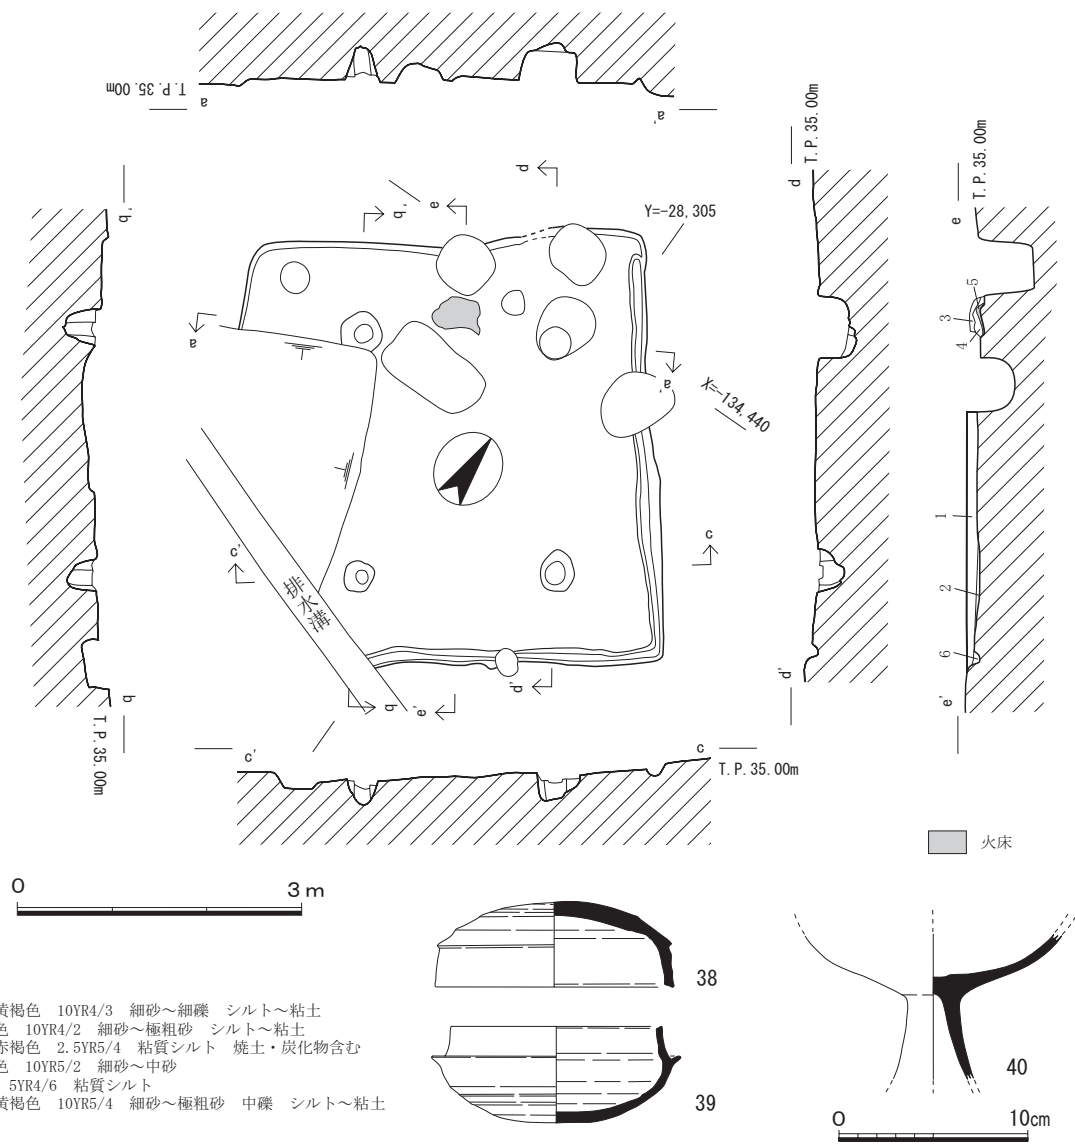 T.P.35.00m
a
a'
T.P.35.00m
d
T.P.35.00m
e
b'
d
b'
e
Y=-28,305
5
3
4
a
a'
X=-134,440
1
c
c'
2
排水溝
6
d'
b
e'
d'
e'
b
T.P.35.00m
c'
c
T.P.35.00m
火床
0
3m
38
黄褐色 10YR4/3 細砂~細礫 シルト~粘土
色 10YR4/2 細砂~極粗砂 シルト~粘土
赤褐色 2.5YR5/4 粘質シルト 焼土・炭化物含む
色 10YR5/2 細砂~中砂
5YR4/6 粘質シルト
黄褐色 10YR5/4 細砂~極粗砂 中礫 シルト~粘土
40
39
0
10cm